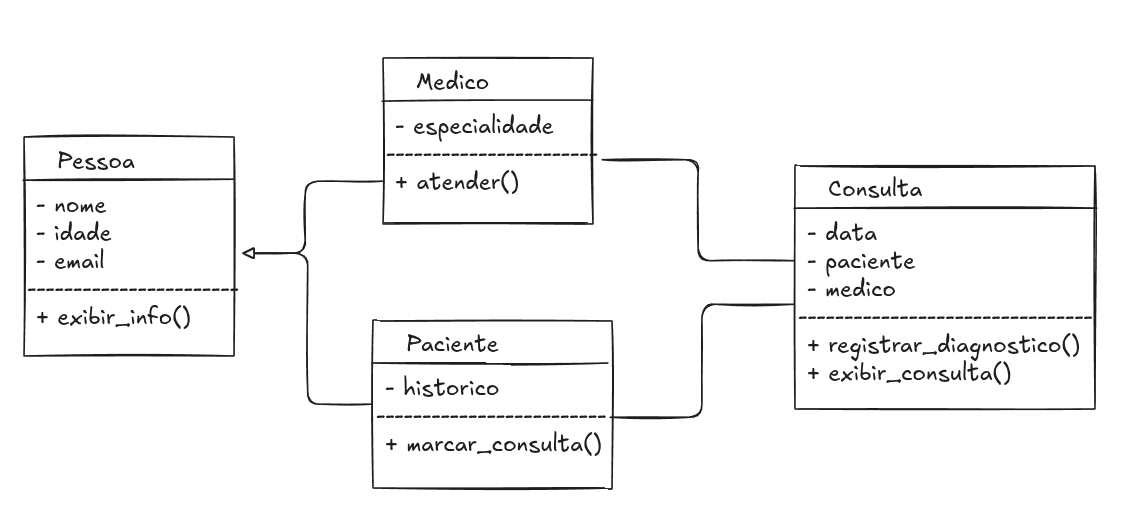 Pessoa
- nome
- idade
- email
+ exibir_info()
Medico
- especialidade
+ atender()
Paciente
- historico
+ marcar_consulta()
Consulta
- data
- paciente
- medico
+ registrar_diagnostico()
+ exibir_consulta()